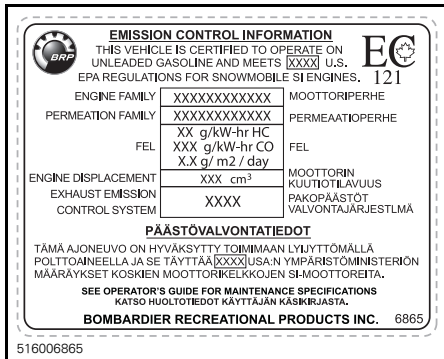 EMISSION CONTROL INFORMATION
THIS VEHICLE IS CERTIFIED TO OPERATE ON
UNLEADED GASOLINE AND MEETS XXXX U.S.
EPA REGULATIONS FOR SNOWMOBILE SI ENGINES.
BRP
EC
121
ENGINE FAMILY XXXXXXXXXXXX MOOTTORIPERHE
PERMEATION FAMILY XXXXXXXXXXXX PERMEAATIOPERHE
XX g/kW-hr HC
FEL XXX g/kW-hr CO FEL
X.X g/ m2 / day
ENGINE DISPLACEMENT XXX cm³ MOOTTORIN
KUUTIOTILAVUUS
EXHAUST EMISSION XXXX PAKOPÄÄSTÖT
CONTROL SYSTEM VALVONTAJÄRJESTLMÄ
PÄÄSTÖVALVONTATIEDOT
TÄMÄ AJONEUVO ON HYVÄKSYTTY TOIMIMAAN LYIJYTTÖMÄLLÄ
POLTTOAINEELLA JA SE TÄYTTÄÄ XXXX USA:N YMPÄRISTÖMINISTERIÖN
MÄÄRÄYKSET KOSKIEN MOOTTORIKELKKOJEN SI-MOOTTOREITA.
SEE OPERATOR'S GUIDE FOR MAINTENANCE SPECIFICATIONS
KATSO HUOLTOTIEDOT KÄYTTÄJÄN KÄSIKIRJASTA.
BOMBARDIER RECREATIONAL PRODUCTS INC. 6865
516006865